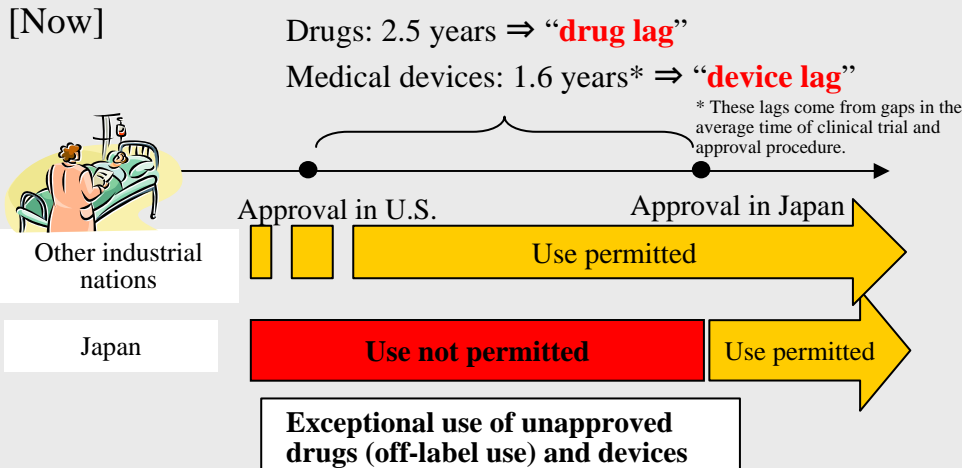 [Now]
Drugs: 2.5 years ⇒ “drug lag”
Medical devices: 1.6 years* ⇒ “device lag”
* These lags come from gaps in the
average time of clinical trial and
approval procedure.
Approval in U.S.
Approval in Japan
Other industrial
nations
Use permitted
Japan
Use not permitted
Use permitted
Exceptional use of unapproved
drugs (off-label use) and devices